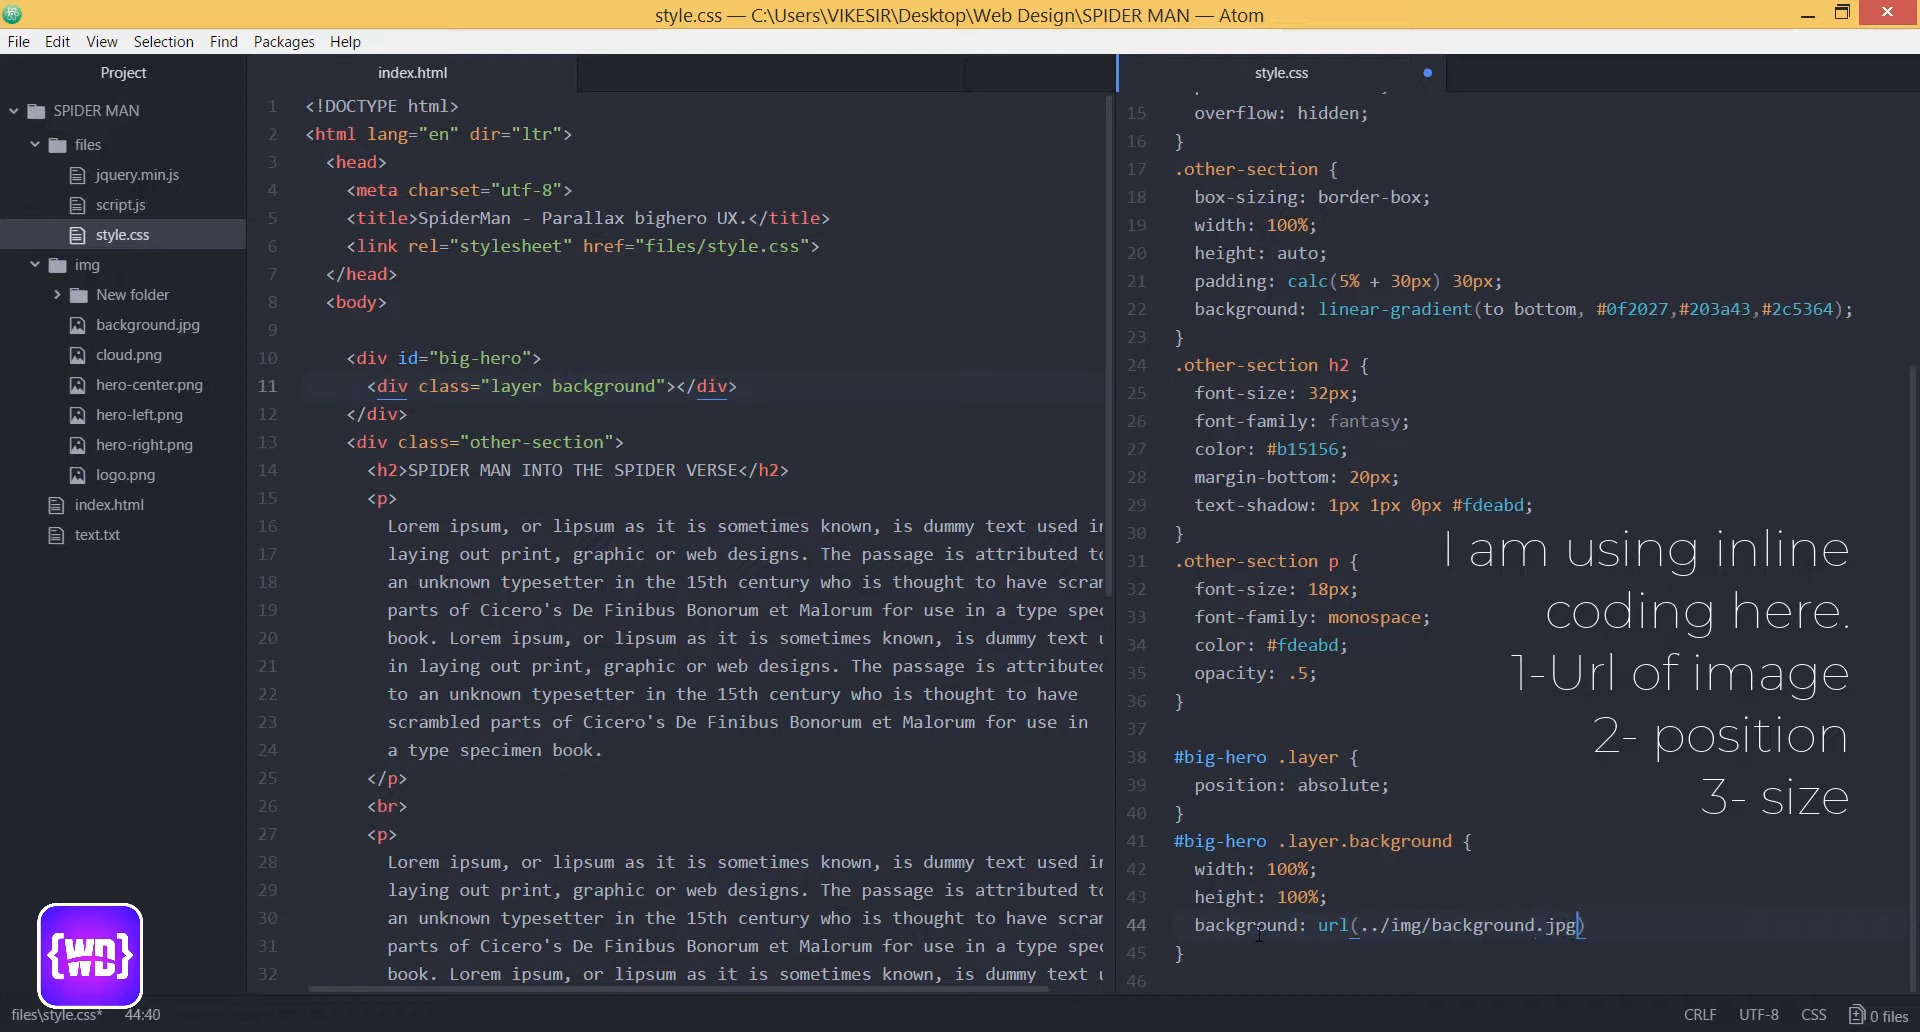 style.css — C:\Users\VIKESIR\Desktop\Web Design\SPIDER MAN — Atom
File Edit View Selection Find Packages Help
Project
SPIDER MAN
files
jquery.min.js
script.js
style.css
img
New folder
background.jpg
cloud.png
hero-center.png
hero-left.png
hero-right.png
logo.png
index.html
text.txt
index.html
1 <!DOCTYPE html>
2 <html lang="en" dir="ltr">
3 <head>
4 <meta charset="utf-8">
5 <title>SpiderMan - Parallax bighero UX.</title>
6 <link rel="stylesheet" href="files/style.css">
7 </head>
8 <body>
9
10 <div id="big-hero">
11 <div class="layer background"></div>
12 </div>
13 <div class="other-section">
14 <h2>SPIDER MAN INTO THE SPIDER VERSE</h2>
15 <p>
16 Lorem ipsum, or lipsum as it is sometimes known, is dummy text used in
17 laying out print, graphic or web designs. The passage is attributed to
18 an unknown typesetter in the 15th century who is thought to have scran
19 parts of Cicero's De Finibus Bonorum et Malorum for use in a type spec
20 book. Lorem ipsum, or lipsum as it is sometimes known, is dummy text u
21 in laying out print, graphic or web designs. The passage is attributed
22 to an unknown typesetter in the 15th century who is thought to have
23 scrambled parts of Cicero's De Finibus Bonorum et Malorum for use in
24 a type specimen book.
25 </p>
26 <br>
27 <p>
28 Lorem ipsum, or lipsum as it is sometimes known, is dummy text used in
29 laying out print, graphic or web designs. The passage is attributed to
30 an unknown typesetter in the 15th century who is thought to have scran
31 parts of Cicero's De Finibus Bonorum et Malorum for use in a type spec
32 book. Lorem ipsum, or lipsum as it is sometimes known, is dummy text u
style.css
15 overflow: hidden;
16 }
17 .other-section {
18 box-sizing: border-box;
19 width: 100%;
20 height: auto;
21 padding: calc(5% + 30px) 30px;
22 background: linear-gradient(to bottom, #0f2027,#203a43,#2c5364);
23 }
24 .other-section h2 {
25 font-size: 32px;
26 font-family: fantasy;
27 color: #b15156;
28 margin-bottom: 20px;
29 text-shadow: 1px 1px 0px #fdeabd;
30 }
31 .other-section p {
32 font-size: 18px;
33 font-family: monospace;
34 color: #fdeabd;
35 opacity: .5;
36 }
37
38 #big-hero .layer {
39 position: absolute;
40 }
41 #big-hero .layer.background {
42 width: 100%;
43 height: 100%;
44 background: url(../img/background.jpg)
45 }
46
I am using inline
coding here.
1-Url of image
2- position
3- size
{WD}
files\style.css* 44:40
CRLF UTF-8 CSS 0 files